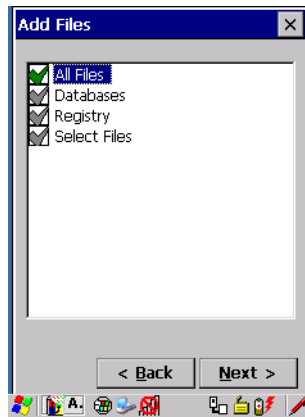 Add Files
All Files
Databases
Registry
Select Files
< Back
Next >
A.